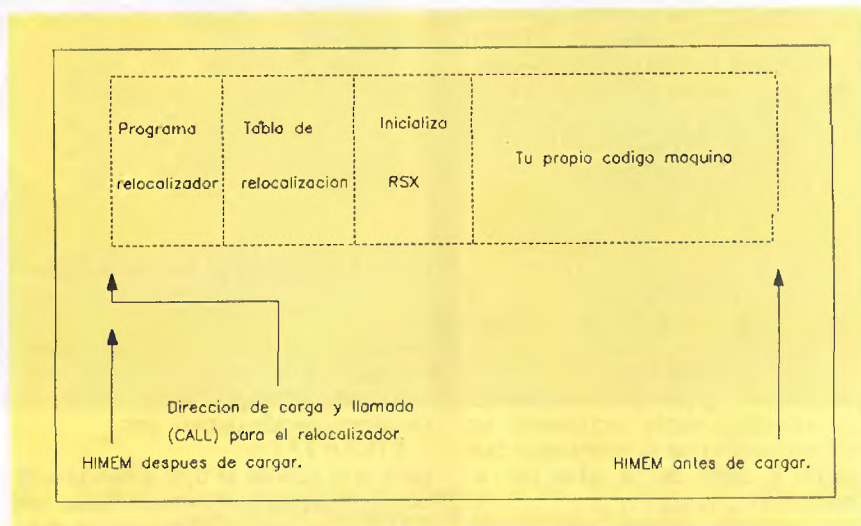 Programa
relocalizador
Tabla de
relocalizacion
Inicializa
RSX
Tu propio codigo maquina
Direccion de carga y llamada
(CALL) para el relocalizador.
HIMEM despues de cargar.
HIMEM antes de cargar.